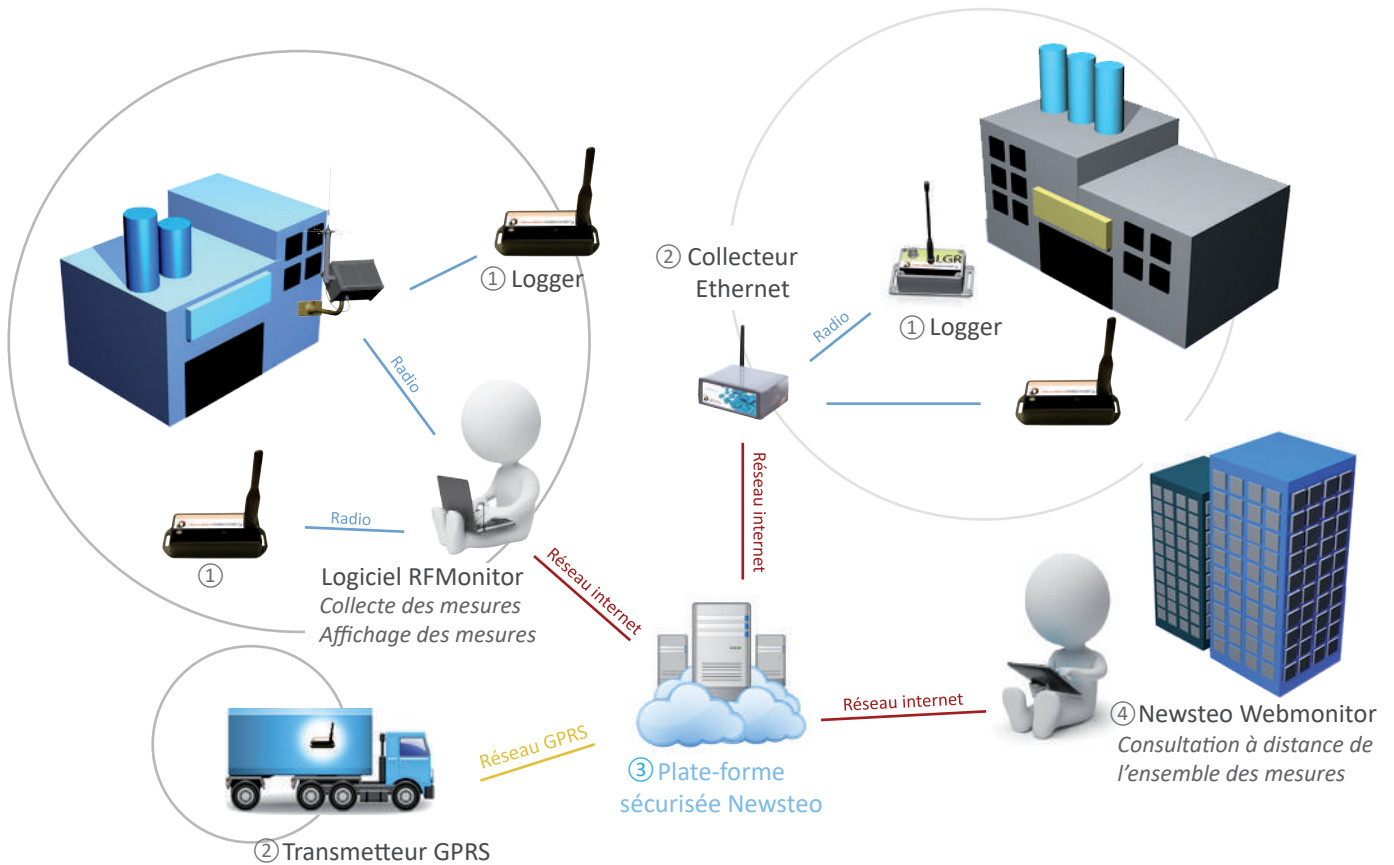 ① Logger
② Collecteur
Ethernet
LGR
① Logger
Radio
Radio
Radio
①
Logiciel RFMonitor
Collecte des mesures
Affichage des mesures
Réseau internet
Réseau internet
Réseau internet
Réseau GPRS
③ Plate-forme
sécurisée Newsteo
④ Newsteo Webmonitor
Consultation à distance de
l’ensemble des mesures
② Transmetteur GPRS